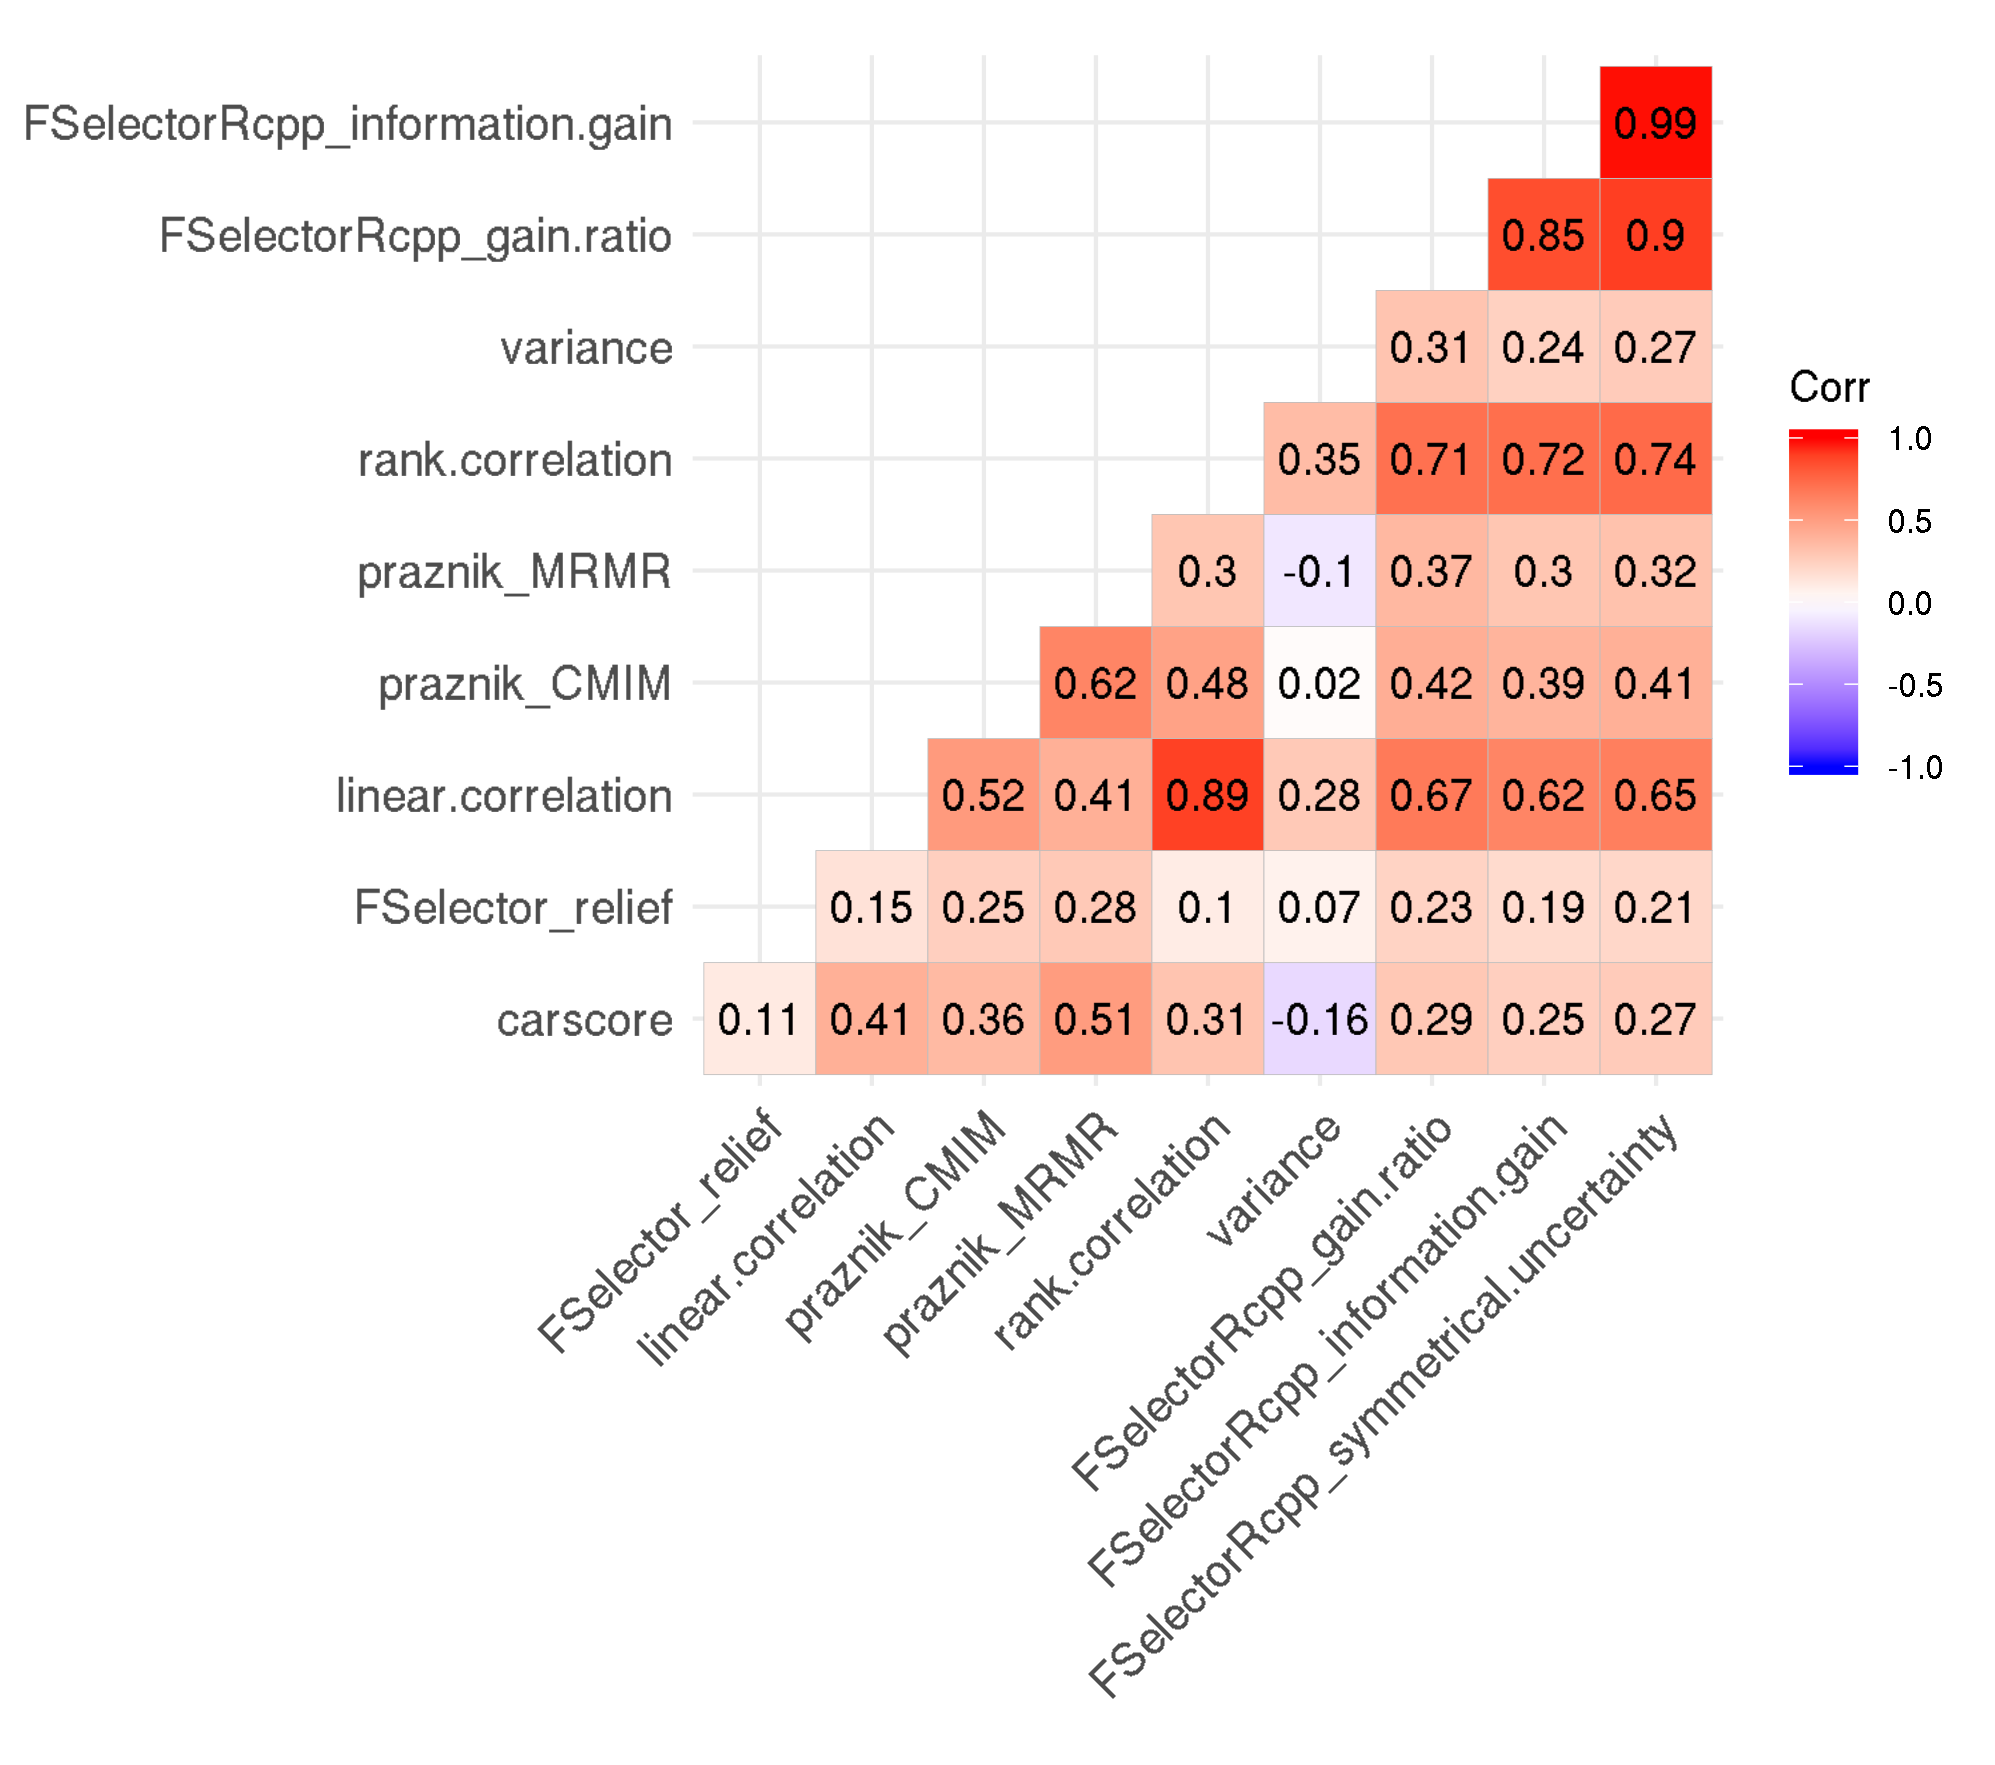 FSelectorRcpp_information.gain 0.99
FSelectorRcpp_gain.ratio 0.85 0.9
variance 0.31 0.24 0.27
rank.correlation 0.35 0.71 0.72 0.74
praznik_MRMR 0.3 -0.1 0.37 0.3 0.32
praznik_CMIM 0.62 0.48 0.02 0.42 0.39 0.41
linear.correlation 0.52 0.41 0.89 0.28 0.67 0.62 0.65
FSelector_relief 0.15 0.25 0.28 0.1 0.07 0.23 0.19 0.21
carscore 0.11 0.41 0.36 0.51 0.31 -0.16 0.29 0.25 0.27
FSelector_relief
linear.correlation
praznik_CMIM
praznik_MRMR
rank.correlation
variance
FSelectorRcpp_gain.ratio
FSelectorRcpp_information.gain
FSelectorRcpp_symmetrical.uncertainty
Corr
1.0
0.5
0.0
-0.5
-1.0